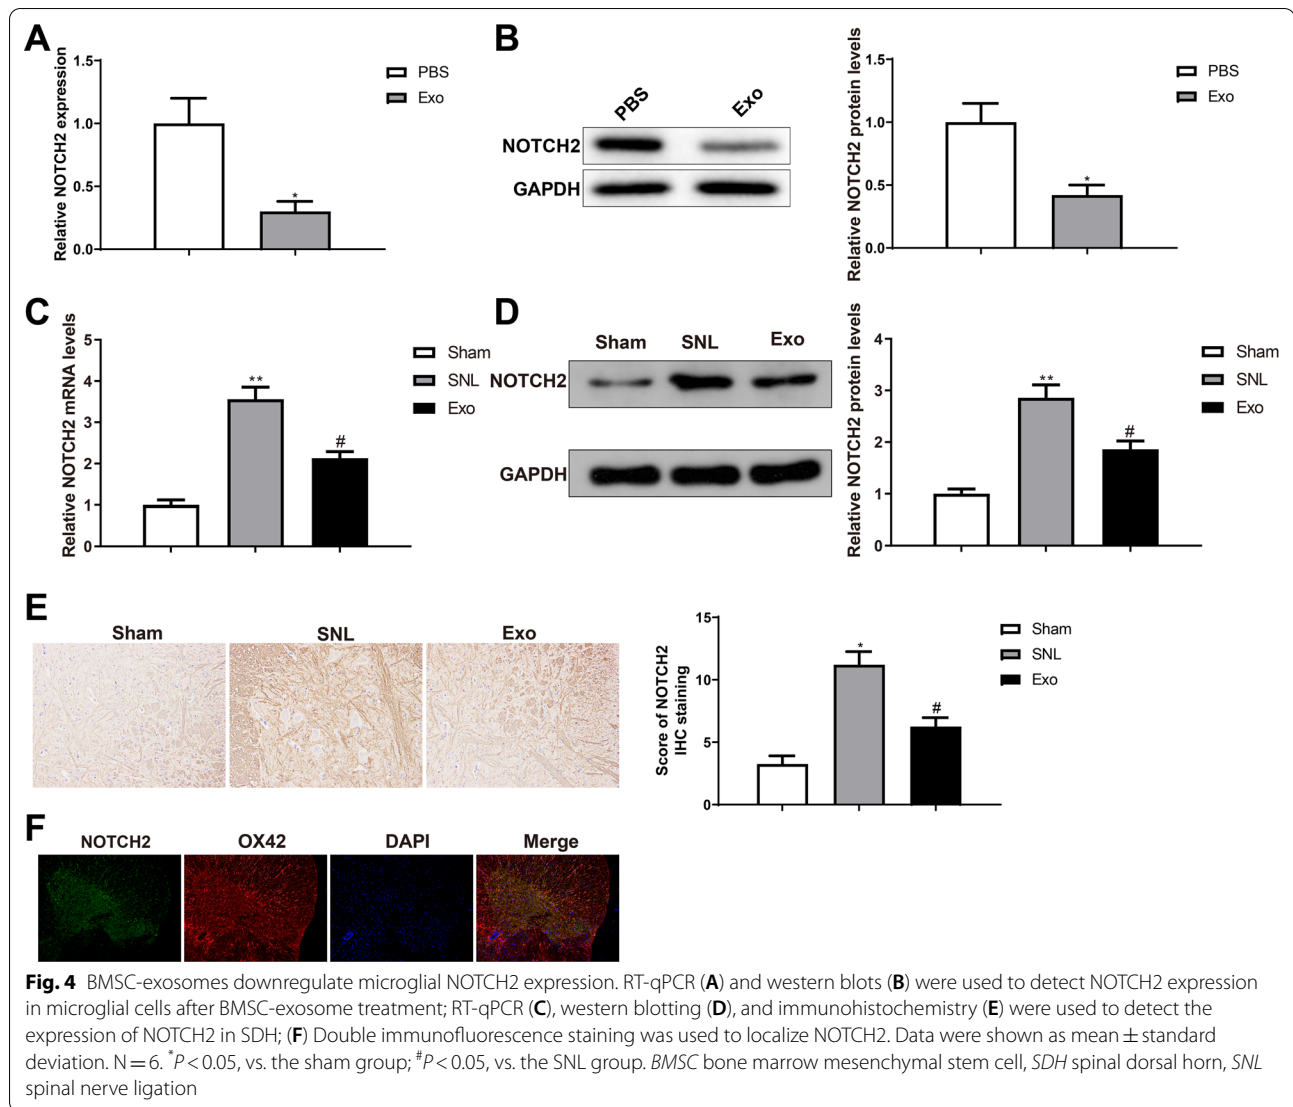 A
Relative NOTCH2 expression
1.5
1.0
0.5
0.0
*
PBS
Exo
B
PBS
Exo
NOTCH2
GAPDH
Relative NOTCH2 protein levels
1.5
1.0
0.5
0.0
*
PBS
Exo
C
Relative NOTCH2 mRNA levels
5
4
3
2
1
0
**
#
Sham
SNL
Exo
D
Sham
SNL
Exo
NOTCH2
GAPDH
Relative NOTCH2 protein levels
4
3
2
1
0
**
#
Sham
SNL
Exo
E
Sham
SNL
Exo
Score of NOTCH2
IHC staining
15
10
5
0
*
#
Sham
SNL
Exo
F
NOTCH2
OX42
DAPI
Merge
Fig. 4 BMSC-exosomes downregulate microglial NOTCH2 expression. RT-qPCR (A) and western blots (B) were used to detect NOTCH2 expression
in microglial cells after BMSC-exosome treatment; RT-qPCR (C), western blotting (D), and immunohistochemistry (E) were used to detect the
expression of NOTCH2 in SDH; (F) Double immunofluorescence staining was used to localize NOTCH2. Data were shown as mean ± standard
deviation. N = 6. *P < 0.05, vs. the sham group; #P < 0.05, vs. the SNL group. BMSC bone marrow mesenchymal stem cell, SDH spinal dorsal horn, SNL
spinal nerve ligation